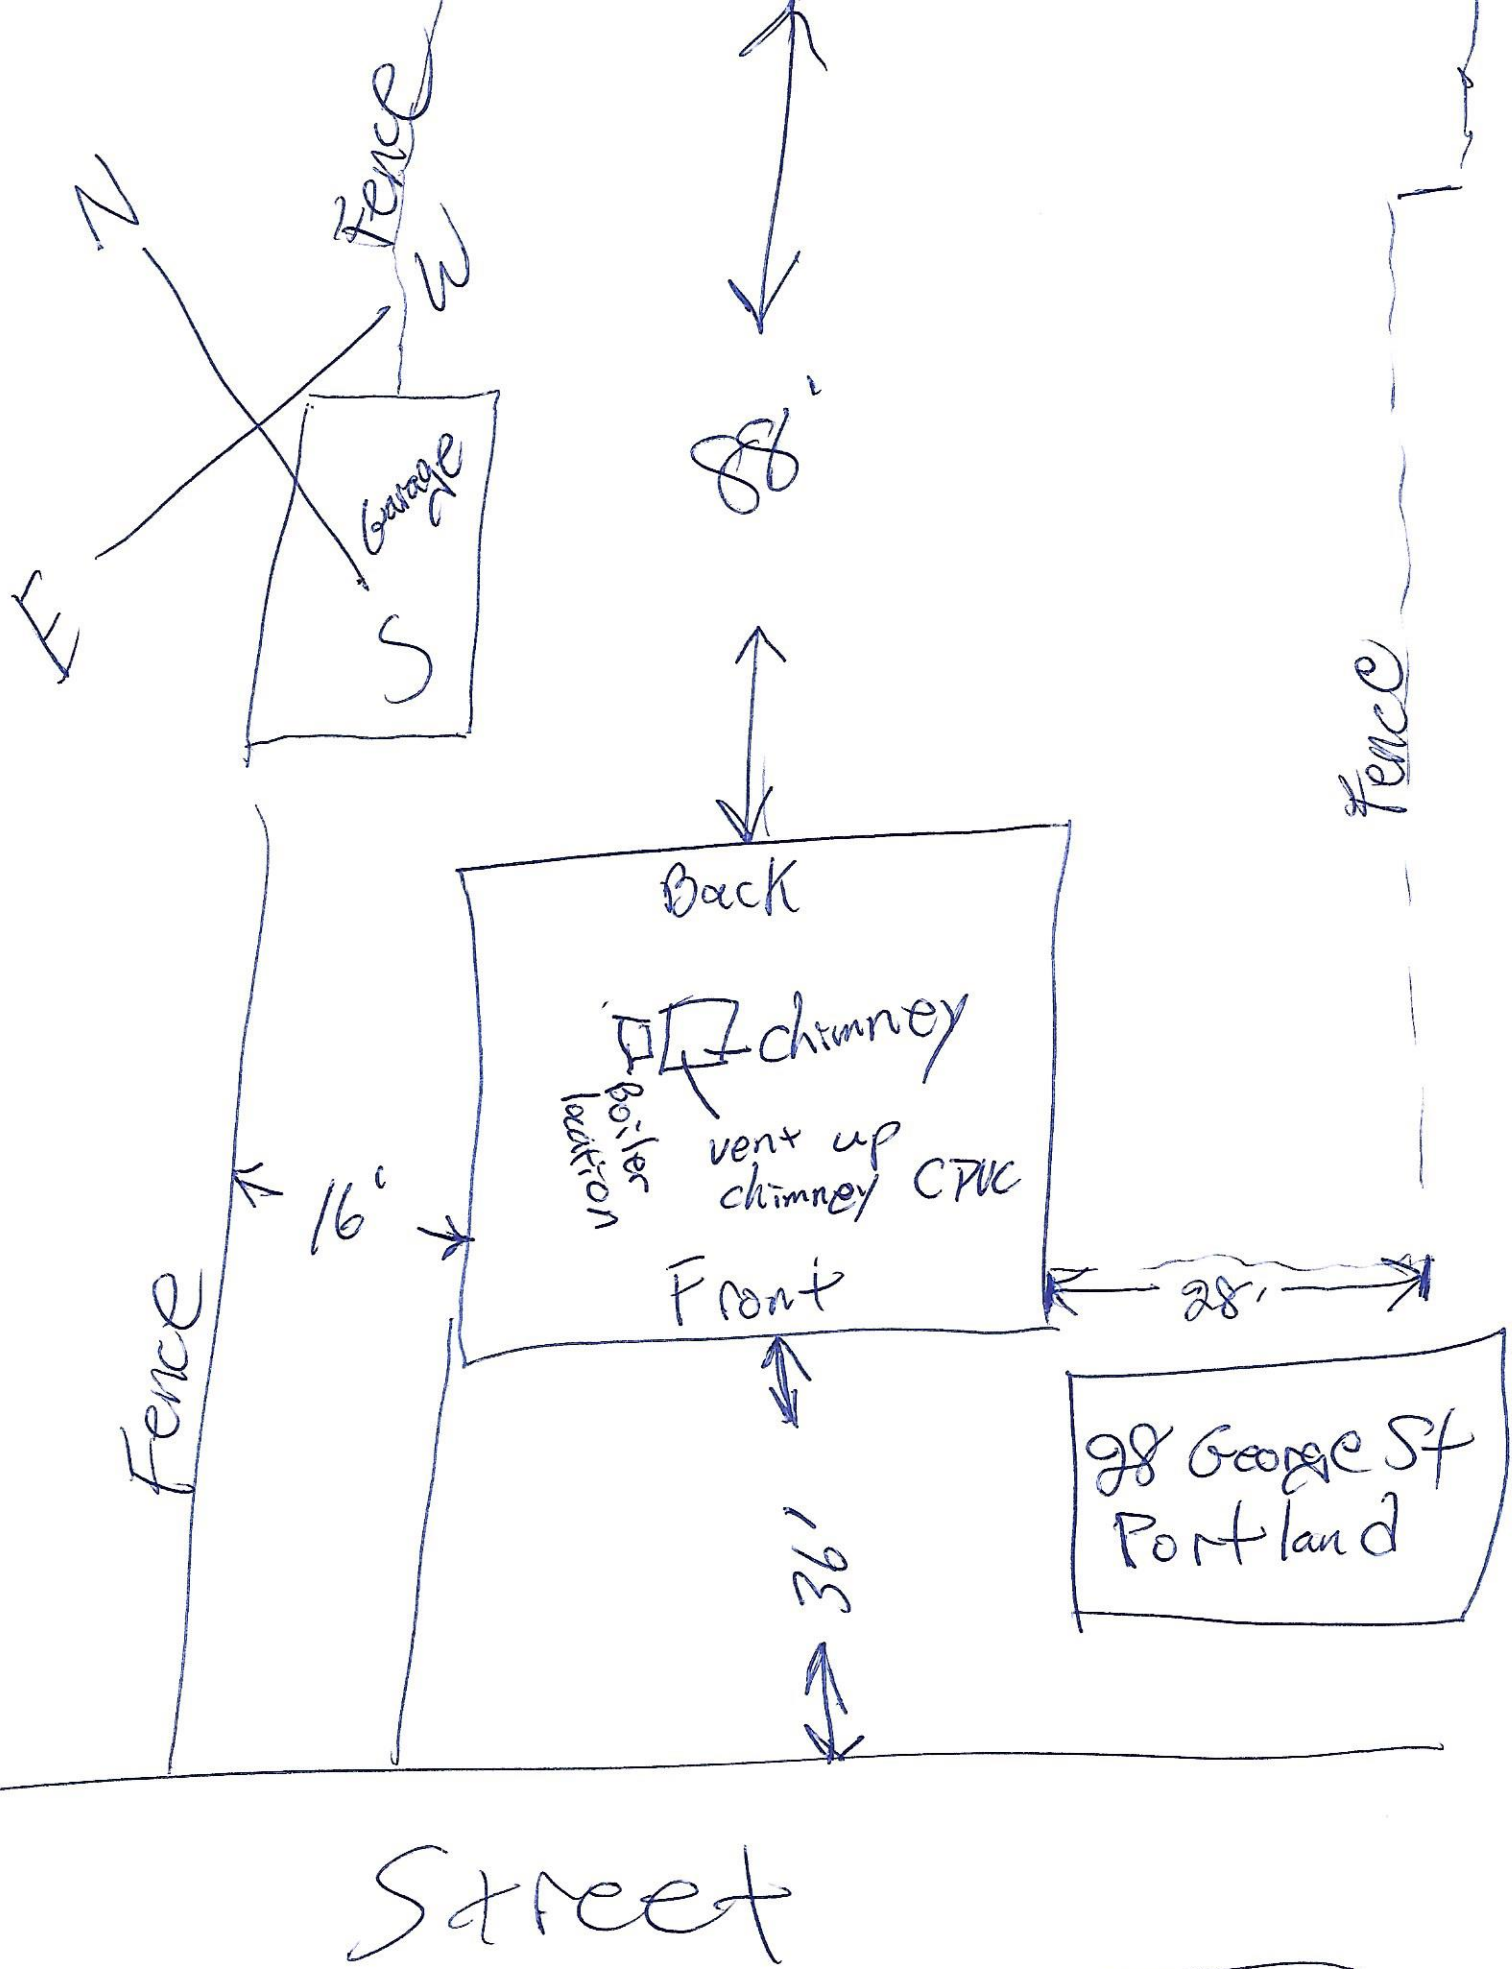 Fence
N
W
88'
Garage
E
S
Fence
Back
chimney
Boiler
location
vent up
chimney CPVC
16'
Front
28'
Fence
28 George St
Portland
36'
Street